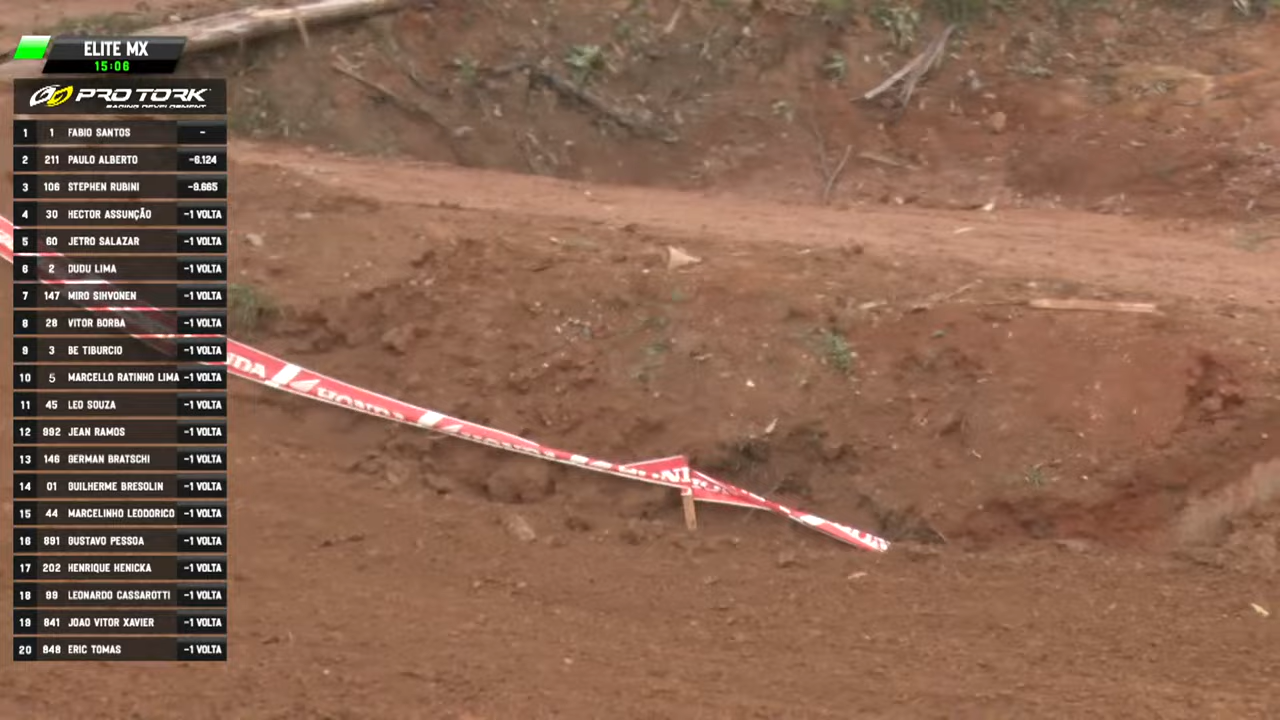 ELITE MX
15:06
PRO TORK
RACING DEVELOPMENT
1 1 FABIO SANTOS -
2 211 PAULO ALBERTO -6.124
3 106 STEPHEN RUBINI -9.665
4 30 HECTOR ASSUNÇÃO -1 VOLTA
5 60 JETRO SALAZAR -1 VOLTA
6 2 DUDU LIMA -1 VOLTA
7 147 MIRO SIHVONEN -1 VOLTA
8 28 VITOR BORBA -1 VOLTA
9 3 BE TIBURCIO -1 VOLTA
10 5 MARCELLO RATINHO LIMA -1 VOLTA
11 45 LEO SOUZA -1 VOLTA
12 992 JEAN RAMOS -1 VOLTA
13 146 GERMAN BRATSCHI -1 VOLTA
14 01 GUILHERME BRESOLIN -1 VOLTA
15 44 MARCELINHO LEODORICO -1 VOLTA
16 891 GUSTAVO PESSOA -1 VOLTA
17 202 HENRIQUE HENICKA -1 VOLTA
18 99 LEONARDO CASSAROTTI -1 VOLTA
19 841 JOAO VITOR XAVIER -1 VOLTA
20 848 ERIC TOMAS -1 VOLTA
NDA HONDA HONDA